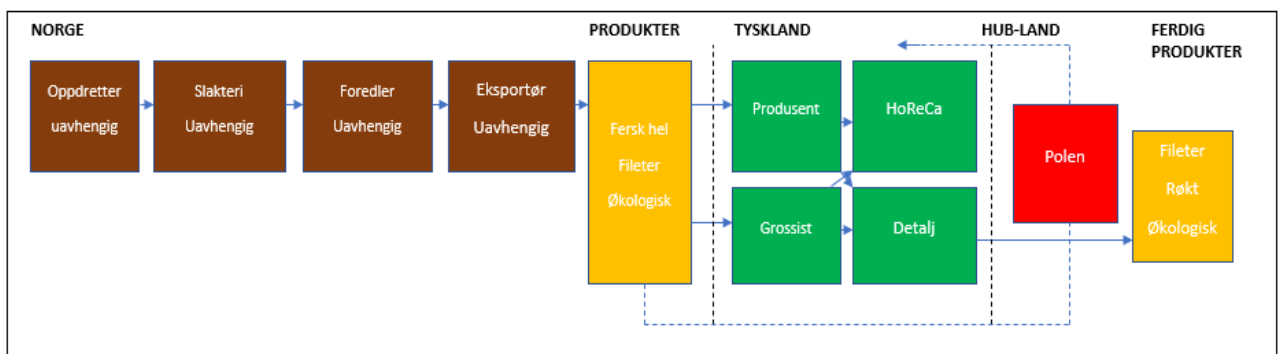 NORGE
PRODUKTER
TYSKLAND
HUB-LAND
FERDIG
PRODUKTER
Oppdretter
uavhengig
Slakteri
Uavhengig
Foredler
Uavhengig
Eksportør
Uavhengig
Fersk hel
Fileter
Økologisk
Produsent
HoReCa
Grossist
Detalj
Polen
Fileter
Røkt
Økologisk